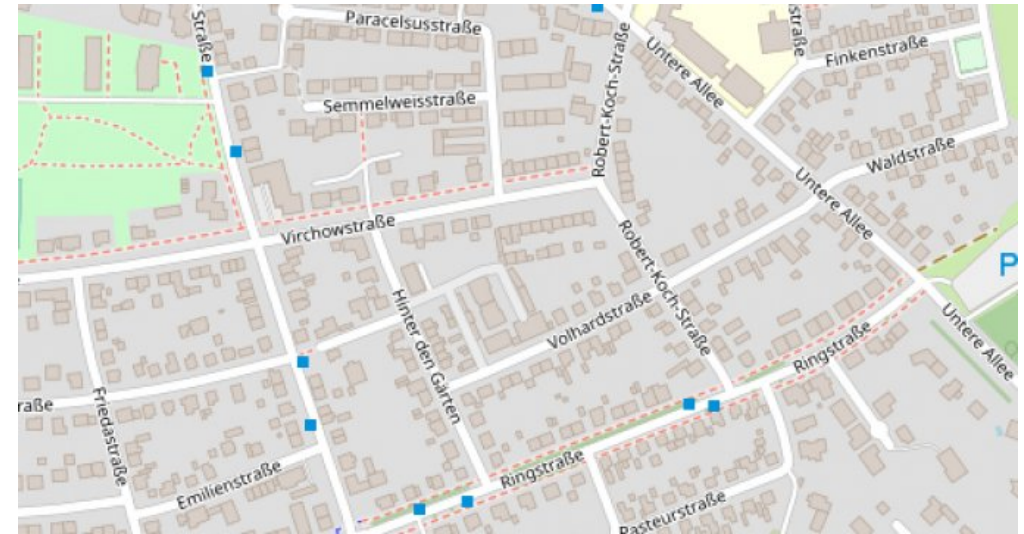 Straße
Paracelsusstraße
straße
Untere Allee
Finkenstraße
Semmelweisstraße
Robert-Koch-Straße
Waldstraße
Untere Allee
Virchowstraße
Robert-Koch-Straße
P
Hinter den Gärten
Volhardstraße
Untere Allee
Ringstraße
raße
Friedastraße
Ringstraße
Emilienstraße
Pasteurstraße